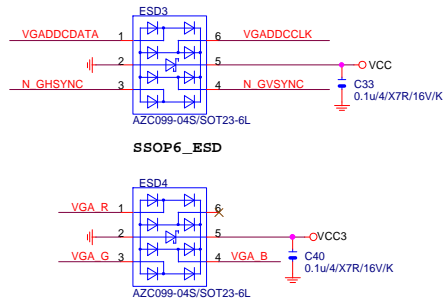 ESD3
VGADDCDATA 1 6 VGADDCCLK
2 5 VCC
N_GHSYNC 3 4 N_GVSYNC
C33
0.1u/4/X7R/16V/K
AZC099-04S/SOT23-6L
SSOP6_ESD
ESD4
VGA_R 1 6
2 5 VCC3
VGA_G 3 4 VGA_B
C40
0.1u/4/X7R/16V/K
AZC099-04S/SOT23-6L